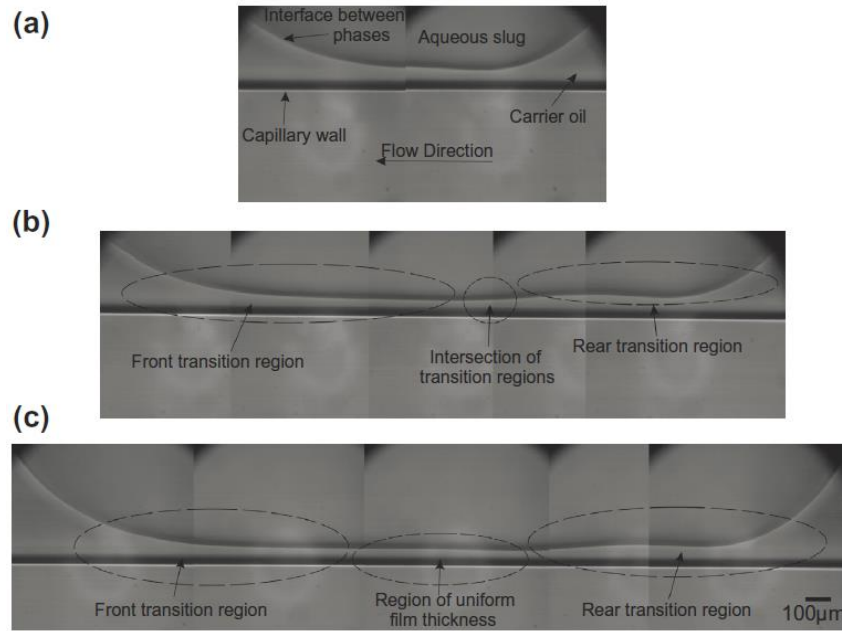 (a)
Interface between
phases
Aqueous slug
Capillary wall
Carrier oil
Flow Direction
(b)
Front transition region
Intersection of
transition regions
Rear transition region
(c)
Front transition region
Region of uniform
film thickness
Rear transition region
100μm